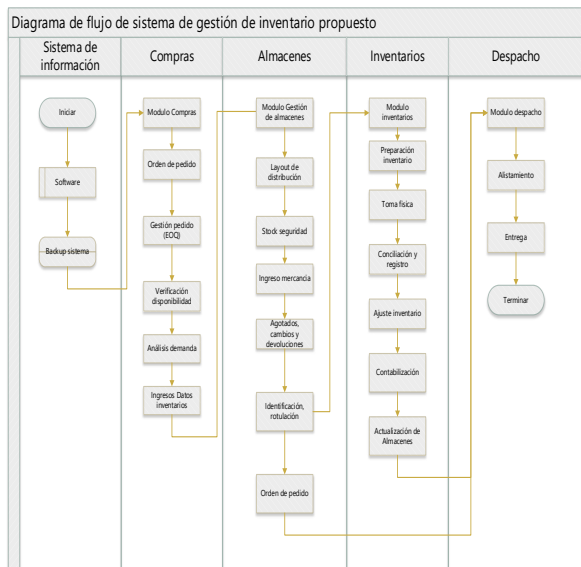 Diagrama de flujo de sistema de gestión de inventario propuesto
Sistema de
información
Compras
Almacenes
Inventarios
Despacho
Iniciar
Software
Backup sistema
Modulo Compras
Orden de pedido
Gestión pedido
(EOQ)
Verificación
disponibilidad
Análisis demanda
Ingresos Datos
inventarios
Modulo Gestión
de almacenes
Layout de
distribución
Stock seguridad
Ingreso mercancia
Agotados,
cambios y
devoluciones
Identificación,
rotulación
Orden de pedido
Modulo
inventarios
Preparación
inventario
Toma fisica
Conciliación y
registro
Ajuste inventario
Contabilización
Actualización de
Almacenes
Modulo despacho
Alistamiento
Entrega
Terminar